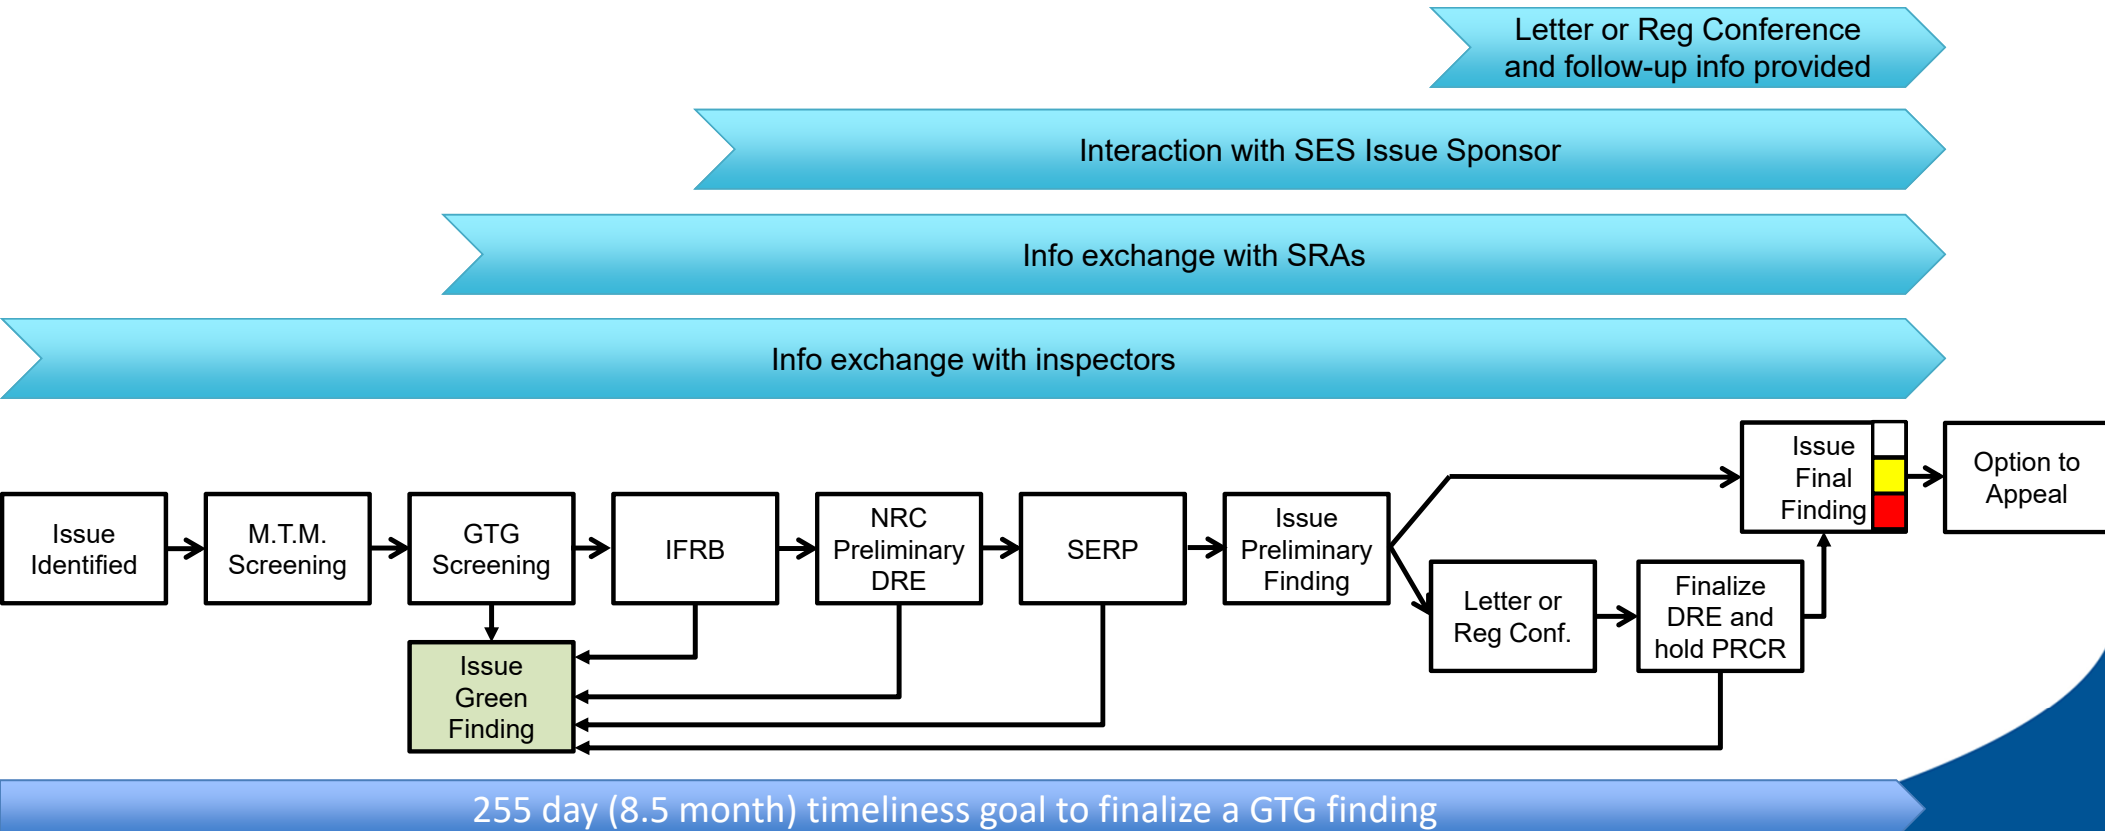 Letter or Reg Conference
and follow-up info provided
Interaction with SES Issue Sponsor
Info exchange with SRAs
Info exchange with inspectors
Issue
Identified
M.T.M.
Screening
GTG
Screening
IFRB
NRC
Preliminary
DRE
SERP
Issue
Preliminary
Finding
Issue
Final
Finding
Option to
Appeal
Letter or
Reg Conf.
Finalize
DRE and
hold PRCR
Issue
Green
Finding
255 day (8.5 month) timeliness goal to finalize a GTG finding